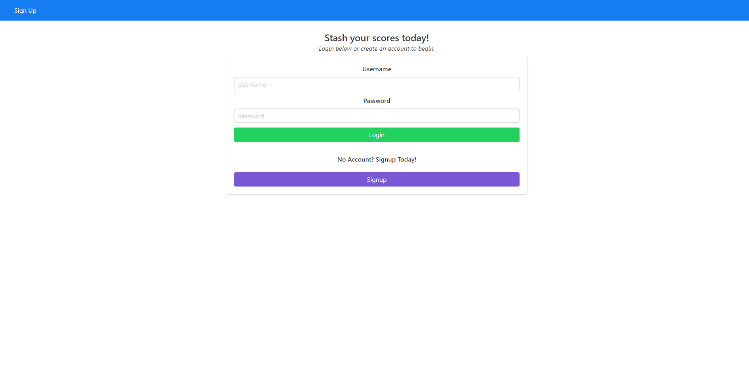 Sign Up
Stash your scores today!
Login below or create an account to begin.
Username
Username
Password
Password
Login
No Account? Signup Today!
Signup